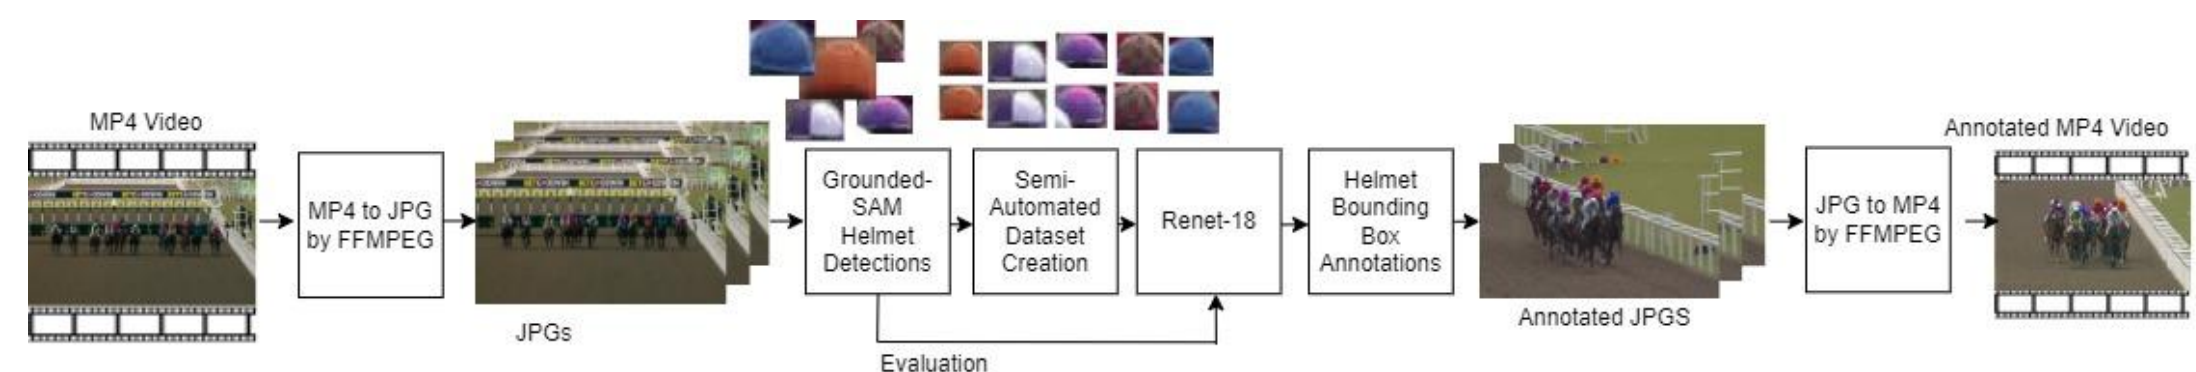 MP4 Video
MP4 to JPG
by FFMPEG
JPGs
Grounded-
SAM
Helmet
Detections
Semi-
Automated
Dataset
Creation
Renet-18
Evaluation
Helmet
Bounding
Box
Annotations
Annotated JPGS
JPG to MP4
by FFMPEG
Annotated MP4 Video